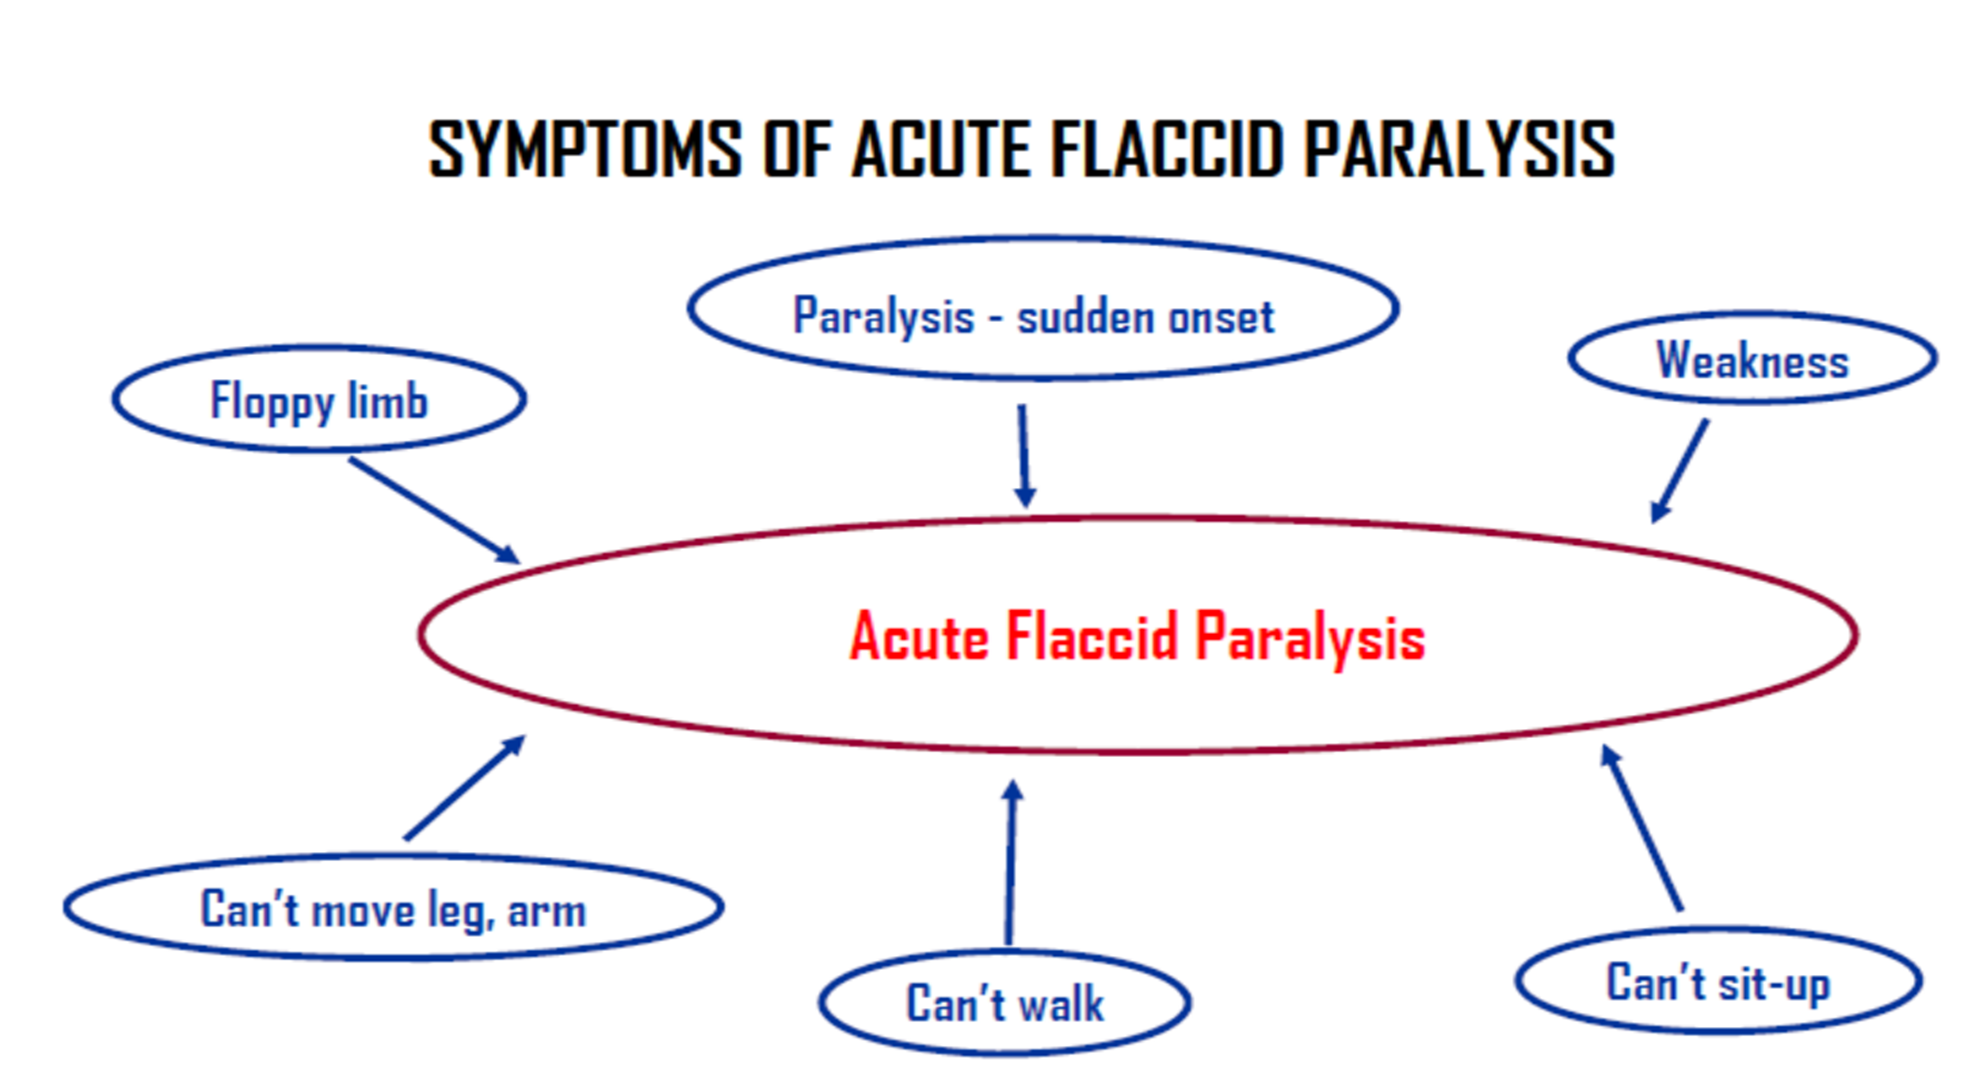 SYMPTOMS OF ACUTE FLACCID PARALYSIS
Paralysis - sudden onset
Weakness
Floppy limb
Acute Flaccid Paralysis
Can't move leg, arm
Can't walk
Can't sit-up